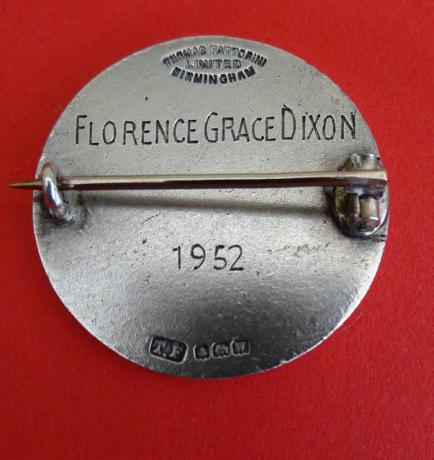 THOMAS FATTORINI
LIMITED
BIRMINGHAM
FLORENCE GRACE DIXON
1952
T.F